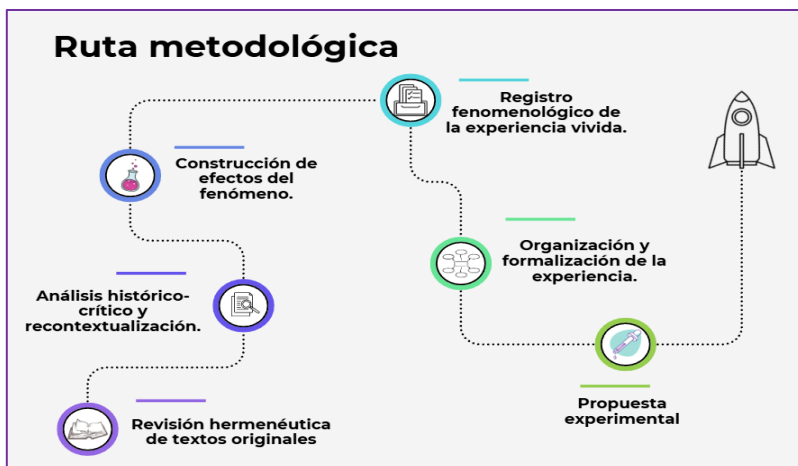 Ruta metodológica
Registro
fenomenológico de
la experiencia vivida.
Construcción de
efectos del
fenómeno.
Organización y
formalización de la
experiencia.
Análisis histórico-
crítico y
recontextualización.
Propuesta
experimental
Revisión hermenéutica
de textos originales